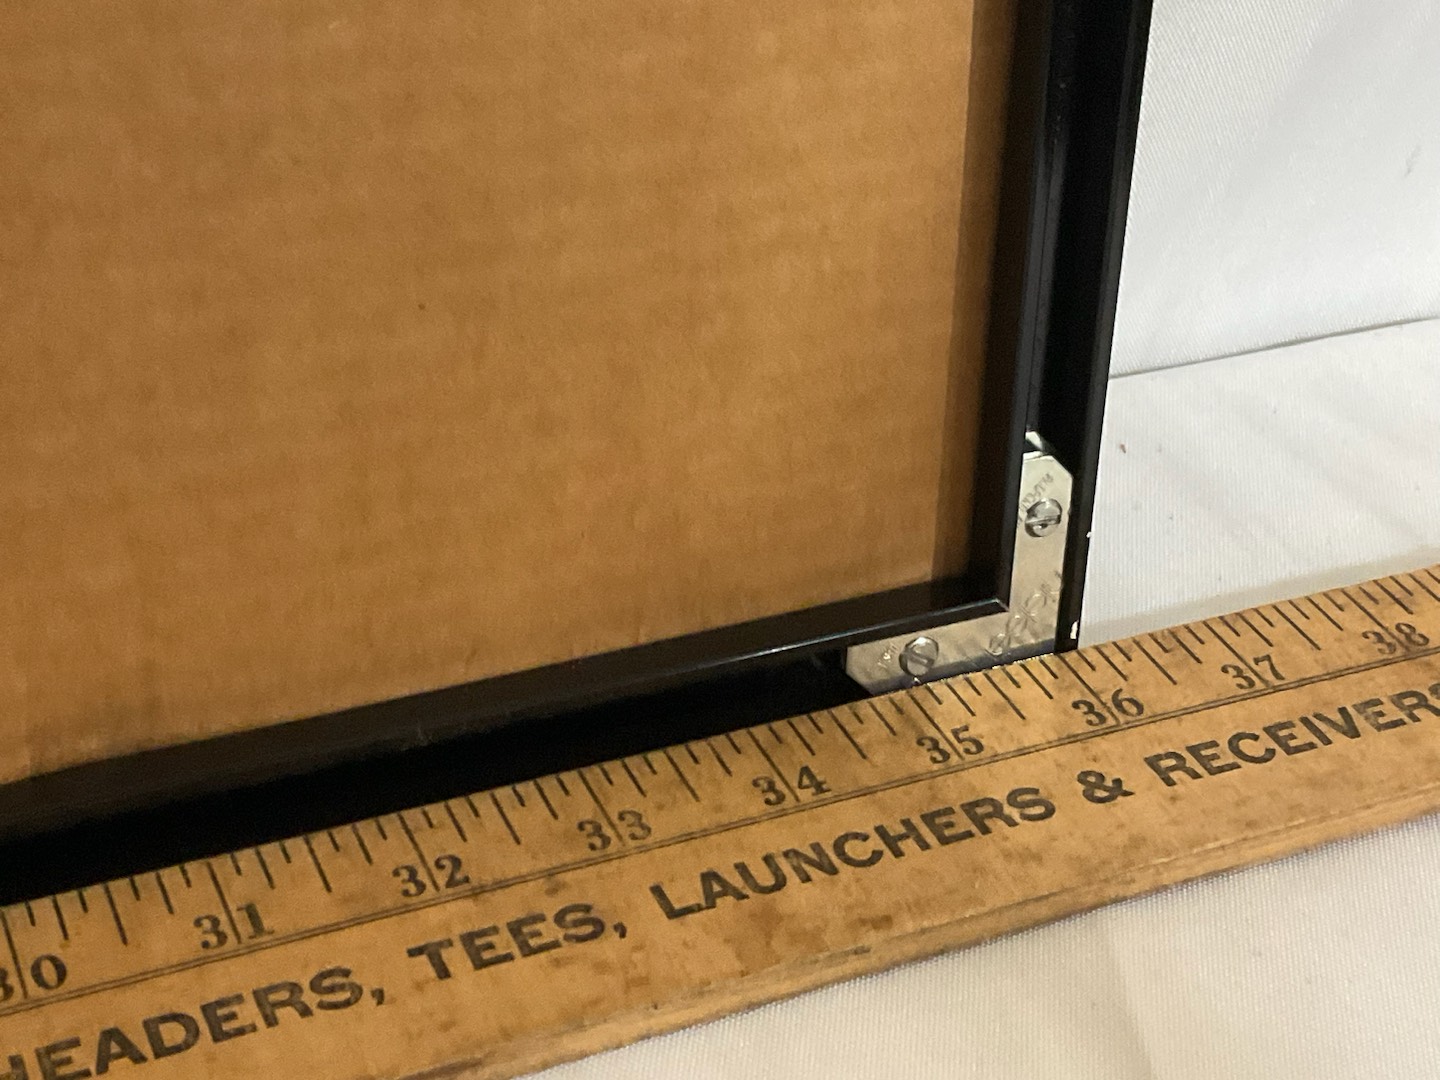 30 31 32 33 34 35 36 37 38
HEADERS, TEES, LAUNCHERS & RECEIVERS